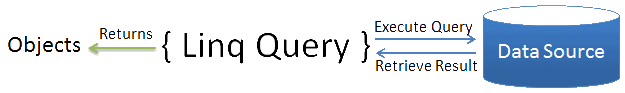 Objects
Returns
{ Linq Query }
Execute Query
Retrieve Result
Data Source